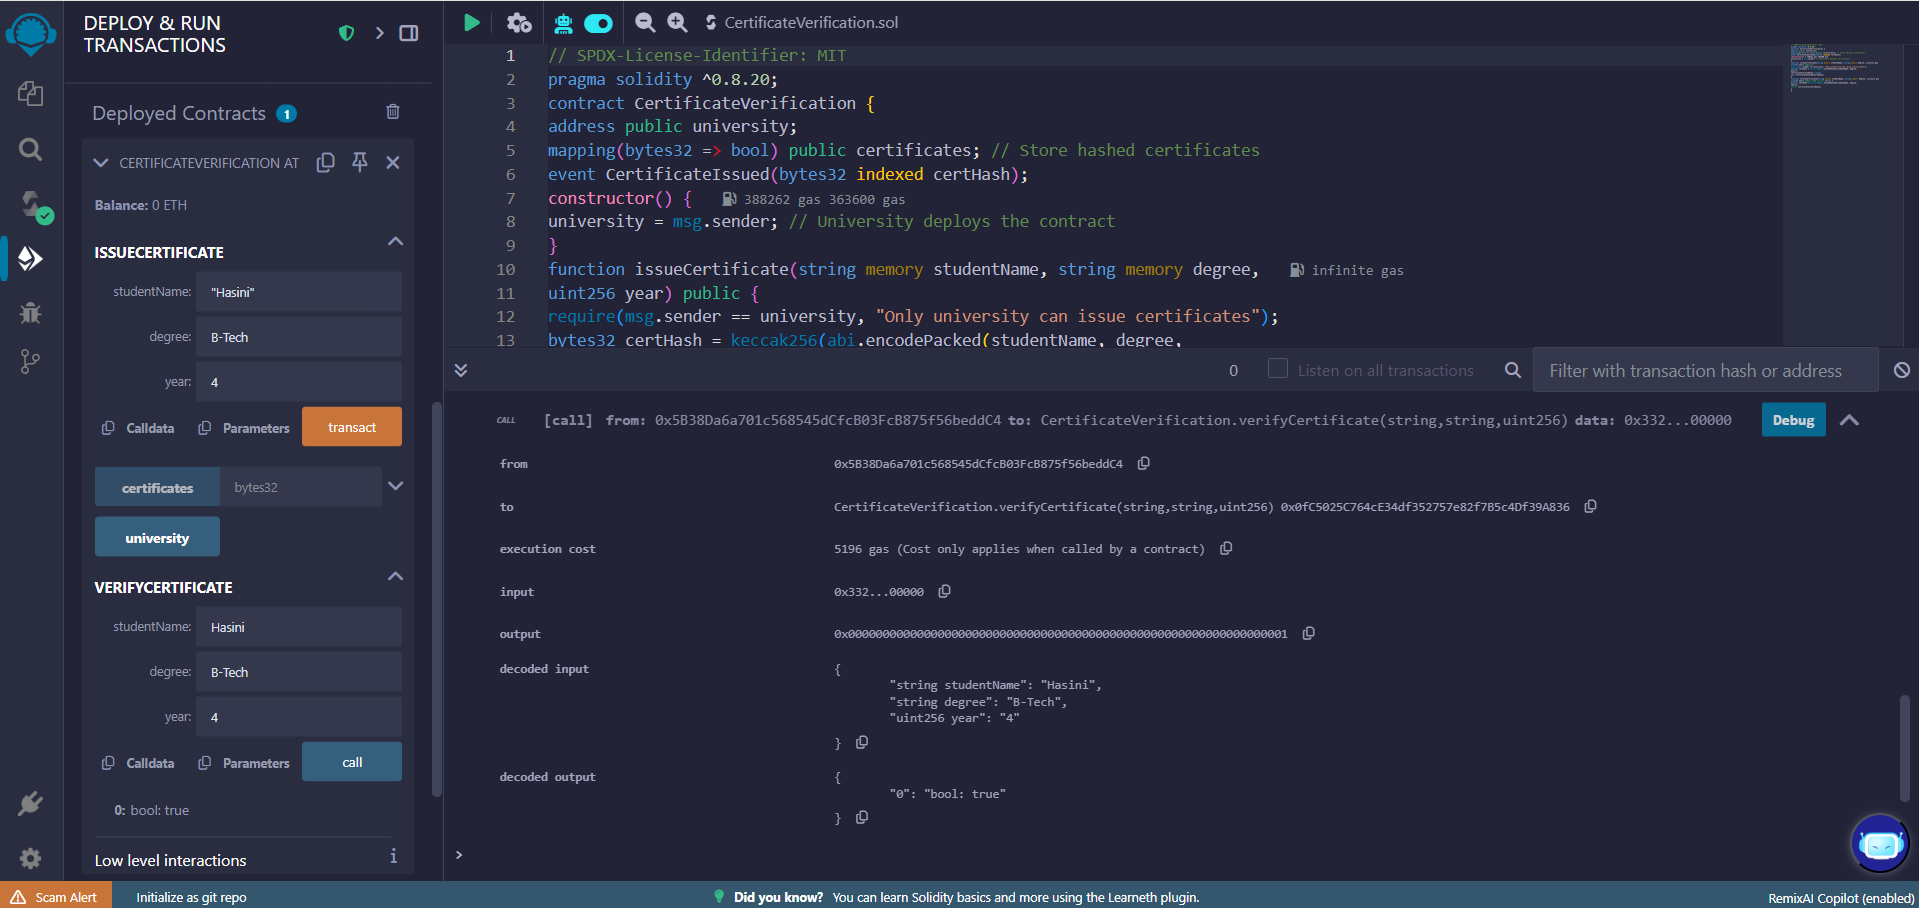 DEPLOY & RUN
TRANSACTIONS
Deployed Contracts 1
CERTIFICATEVERIFICATION AT
Balance: 0 ETH
ISSUECERTIFICATE
studentName: "Hasini"
degree: B-Tech
year: 4
Calldata Parameters transact
certificates bytes32
university
VERIFYCERTIFICATE
studentName: Hasini
degree: B-Tech
year: 4
Calldata Parameters call
0: bool: true
Low level interactions i
CertificateVerification.sol
1 // SPDX-License-Identifier: MIT
2 pragma solidity ^0.8.20;
3 contract CertificateVerification {
4 address public university;
5 mapping(bytes32 => bool) public certificates; // Store hashed certificates
6 event CertificateIssued(bytes32 indexed certHash);
7 constructor() { 388262 gas 363600 gas
8 university = msg.sender; // University deploys the contract
9 }
10 function issueCertificate(string memory studentName, string memory degree, infinite gas
11 uint256 year) public {
12 require(msg.sender == university, "Only university can issue certificates");
13 bytes32 certHash = keccak256(abi.encodePacked(studentName, degree,
0 Listen on all transactions Filter with transaction hash or address
CALL [call] from: 0x5B38Da6a701c568545dCfcB03FcB875f56beddC4 to: CertificateVerification.verifyCertificate(string,string,uint256) data: 0x332...00000 Debug
from 0x5B38Da6a701c568545dCfcB03FcB875f56beddC4
to CertificateVerification.verifyCertificate(string,string,uint256) 0x0fC5025C764cE34df352757e82f7B5c4Df39A836
execution cost 5196 gas (Cost only applies when called by a contract)
input 0x332...00000
output 0x0000000000000000000000000000000000000000000000000000000000000001
decoded input {
"string studentName": "Hasini",
"string degree": "B-Tech",
"uint256 year": "4"
}
decoded output {
"0": "bool: true"
}
>
Scam Alert Initialize as git repo Did you know? You can learn Solidity basics and more using the Learneth plugin. RemixAI Copilot (enabled)